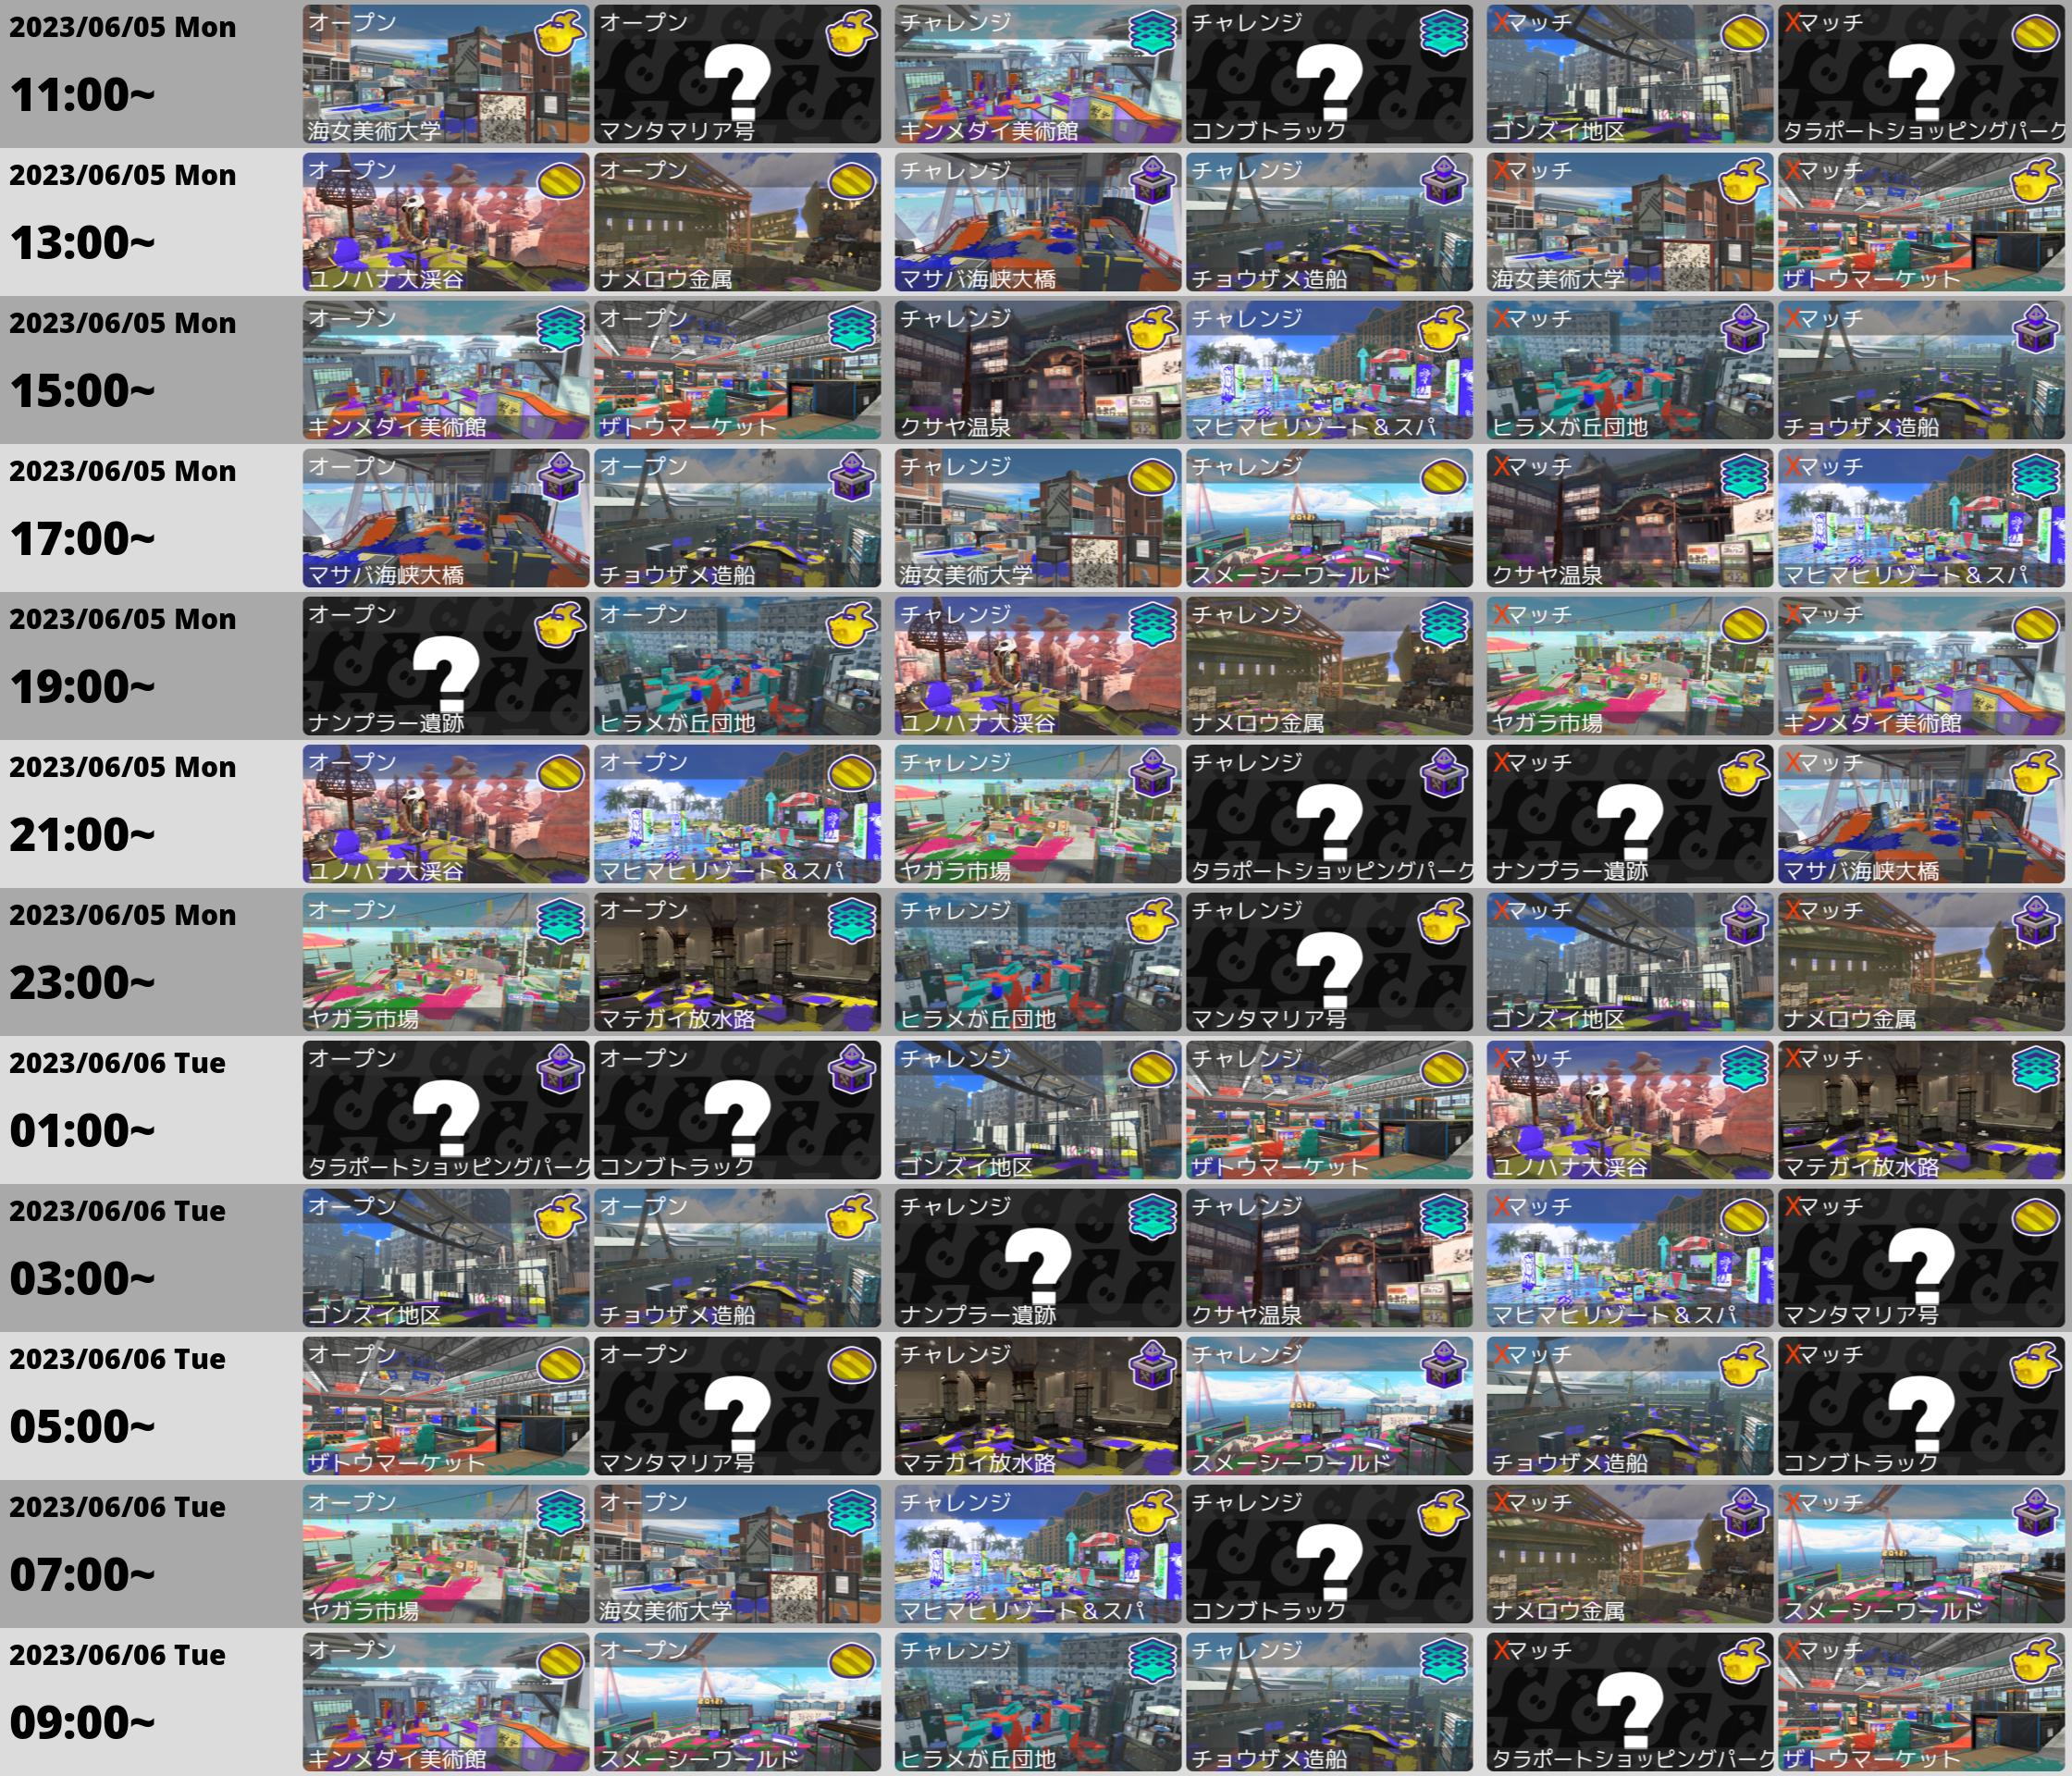 2023/06/05 Mon
11:00~
オープン
海女美術大学
オープン
マンタマリア号
チャレンジ
キンメダイ美術館
チャレンジ
コンブトラック
Xマッチ
ゴンズイ地区
Xマッチ
タラポートショッピングパーク
2023/06/05 Mon
13:00~
オープン
ユノハナ大渓谷
オープン
ナメロウ金属
チャレンジ
マサバ海峡大橋
チャレンジ
チョウザメ造船
Xマッチ
海女美術大学
Xマッチ
ザトウマーケット
2023/06/05 Mon
15:00~
オープン
キンメダイ美術館
オープン
ザトウマーケット
チャレンジ
クサヤ温泉
チャレンジ
マヒマヒリゾート＆スパ
Xマッチ
ヒラメが丘団地
Xマッチ
チョウザメ造船
2023/06/05 Mon
17:00~
オープン
マサバ海峡大橋
オープン
チョウザメ造船
チャレンジ
海女美術大学
チャレンジ
スメーシーワールド
Xマッチ
クサヤ温泉
Xマッチ
マヒマヒリゾート＆スパ
2023/06/05 Mon
19:00~
オープン
ナンプラー遺跡
オープン
ヒラメが丘団地
チャレンジ
ユノハナ大渓谷
チャレンジ
ナメロウ金属
Xマッチ
ヤガラ市場
Xマッチ
キンメダイ美術館
2023/06/05 Mon
21:00~
オープン
ユノハナ大渓谷
オープン
マヒマヒリゾート＆スパ
チャレンジ
ヤガラ市場
チャレンジ
タラポートショッピングパーク
Xマッチ
ナンプラー遺跡
Xマッチ
マサバ海峡大橋
2023/06/05 Mon
23:00~
オープン
ヤガラ市場
オープン
マテガイ放水路
チャレンジ
ヒラメが丘団地
チャレンジ
マンタマリア号
Xマッチ
ゴンズイ地区
Xマッチ
ナメロウ金属
2023/06/06 Tue
01:00~
オープン
タラポートショッピングパーク
オープン
コンブトラック
チャレンジ
ゴンズイ地区
チャレンジ
ザトウマーケット
Xマッチ
ユノハナ大渓谷
Xマッチ
マテガイ放水路
2023/06/06 Tue
03:00~
オープン
ゴンズイ地区
オープン
チョウザメ造船
チャレンジ
ナンプラー遺跡
チャレンジ
クサヤ温泉
Xマッチ
マヒマヒリゾート＆スパ
Xマッチ
マンタマリア号
2023/06/06 Tue
05:00~
オープン
ザトウマーケット
オープン
マンタマリア号
チャレンジ
マテガイ放水路
チャレンジ
スメーシーワールド
Xマッチ
チョウザメ造船
Xマッチ
コンブトラック
2023/06/06 Tue
07:00~
オープン
ヤガラ市場
オープン
海女美術大学
チャレンジ
マヒマヒリゾート＆スパ
チャレンジ
コンブトラック
Xマッチ
ナメロウ金属
Xマッチ
スメーシーワールド
2023/06/06 Tue
09:00~
オープン
キンメダイ美術館
オープン
スメーシーワールド
チャレンジ
ヒラメが丘団地
チャレンジ
チョウザメ造船
Xマッチ
タラポートショッピングパーク
Xマッチ
ザトウマーケット